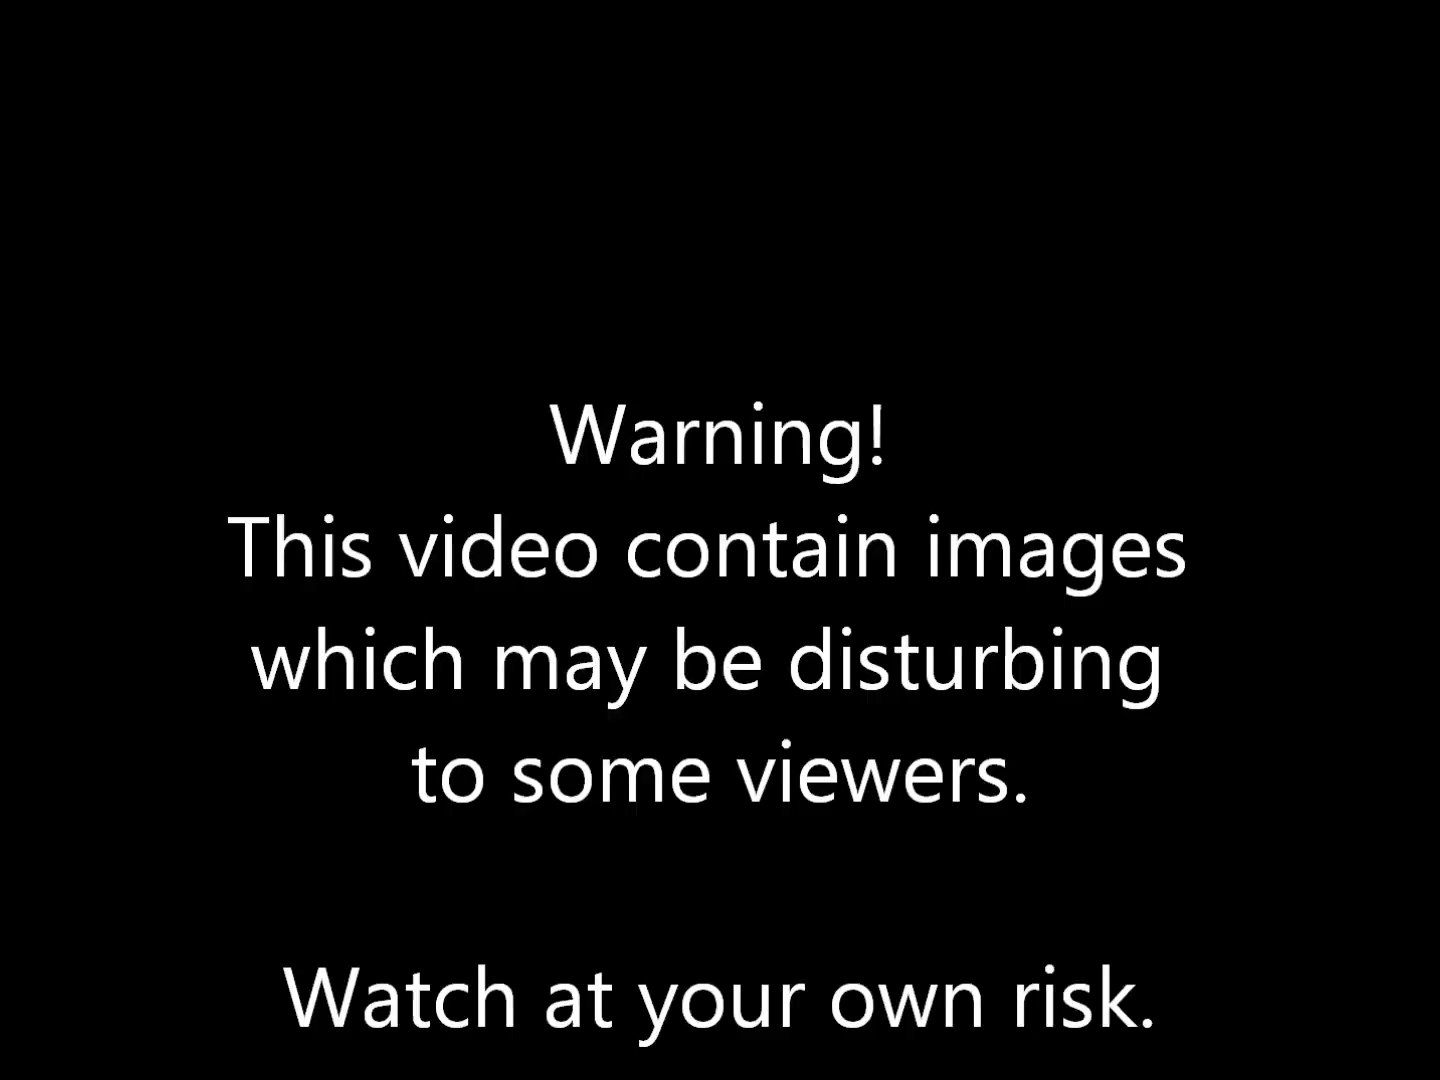 Warning!
This video contain images
which may be disturbing
to some viewers.
Watch at your own risk.